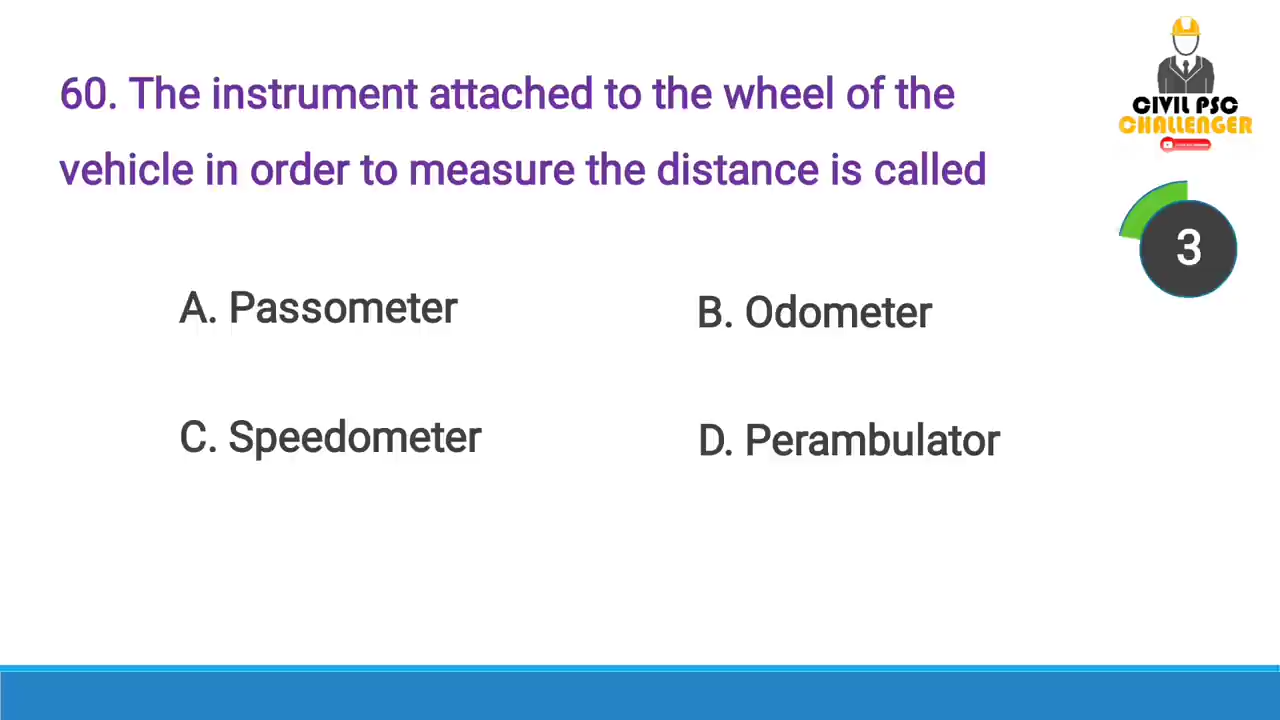 60. The instrument attached to the wheel of the
vehicle in order to measure the distance is called
A. Passometer
B. Odometer
C. Speedometer
D. Perambulator
CIVIL PSC
CHALLENGER
3